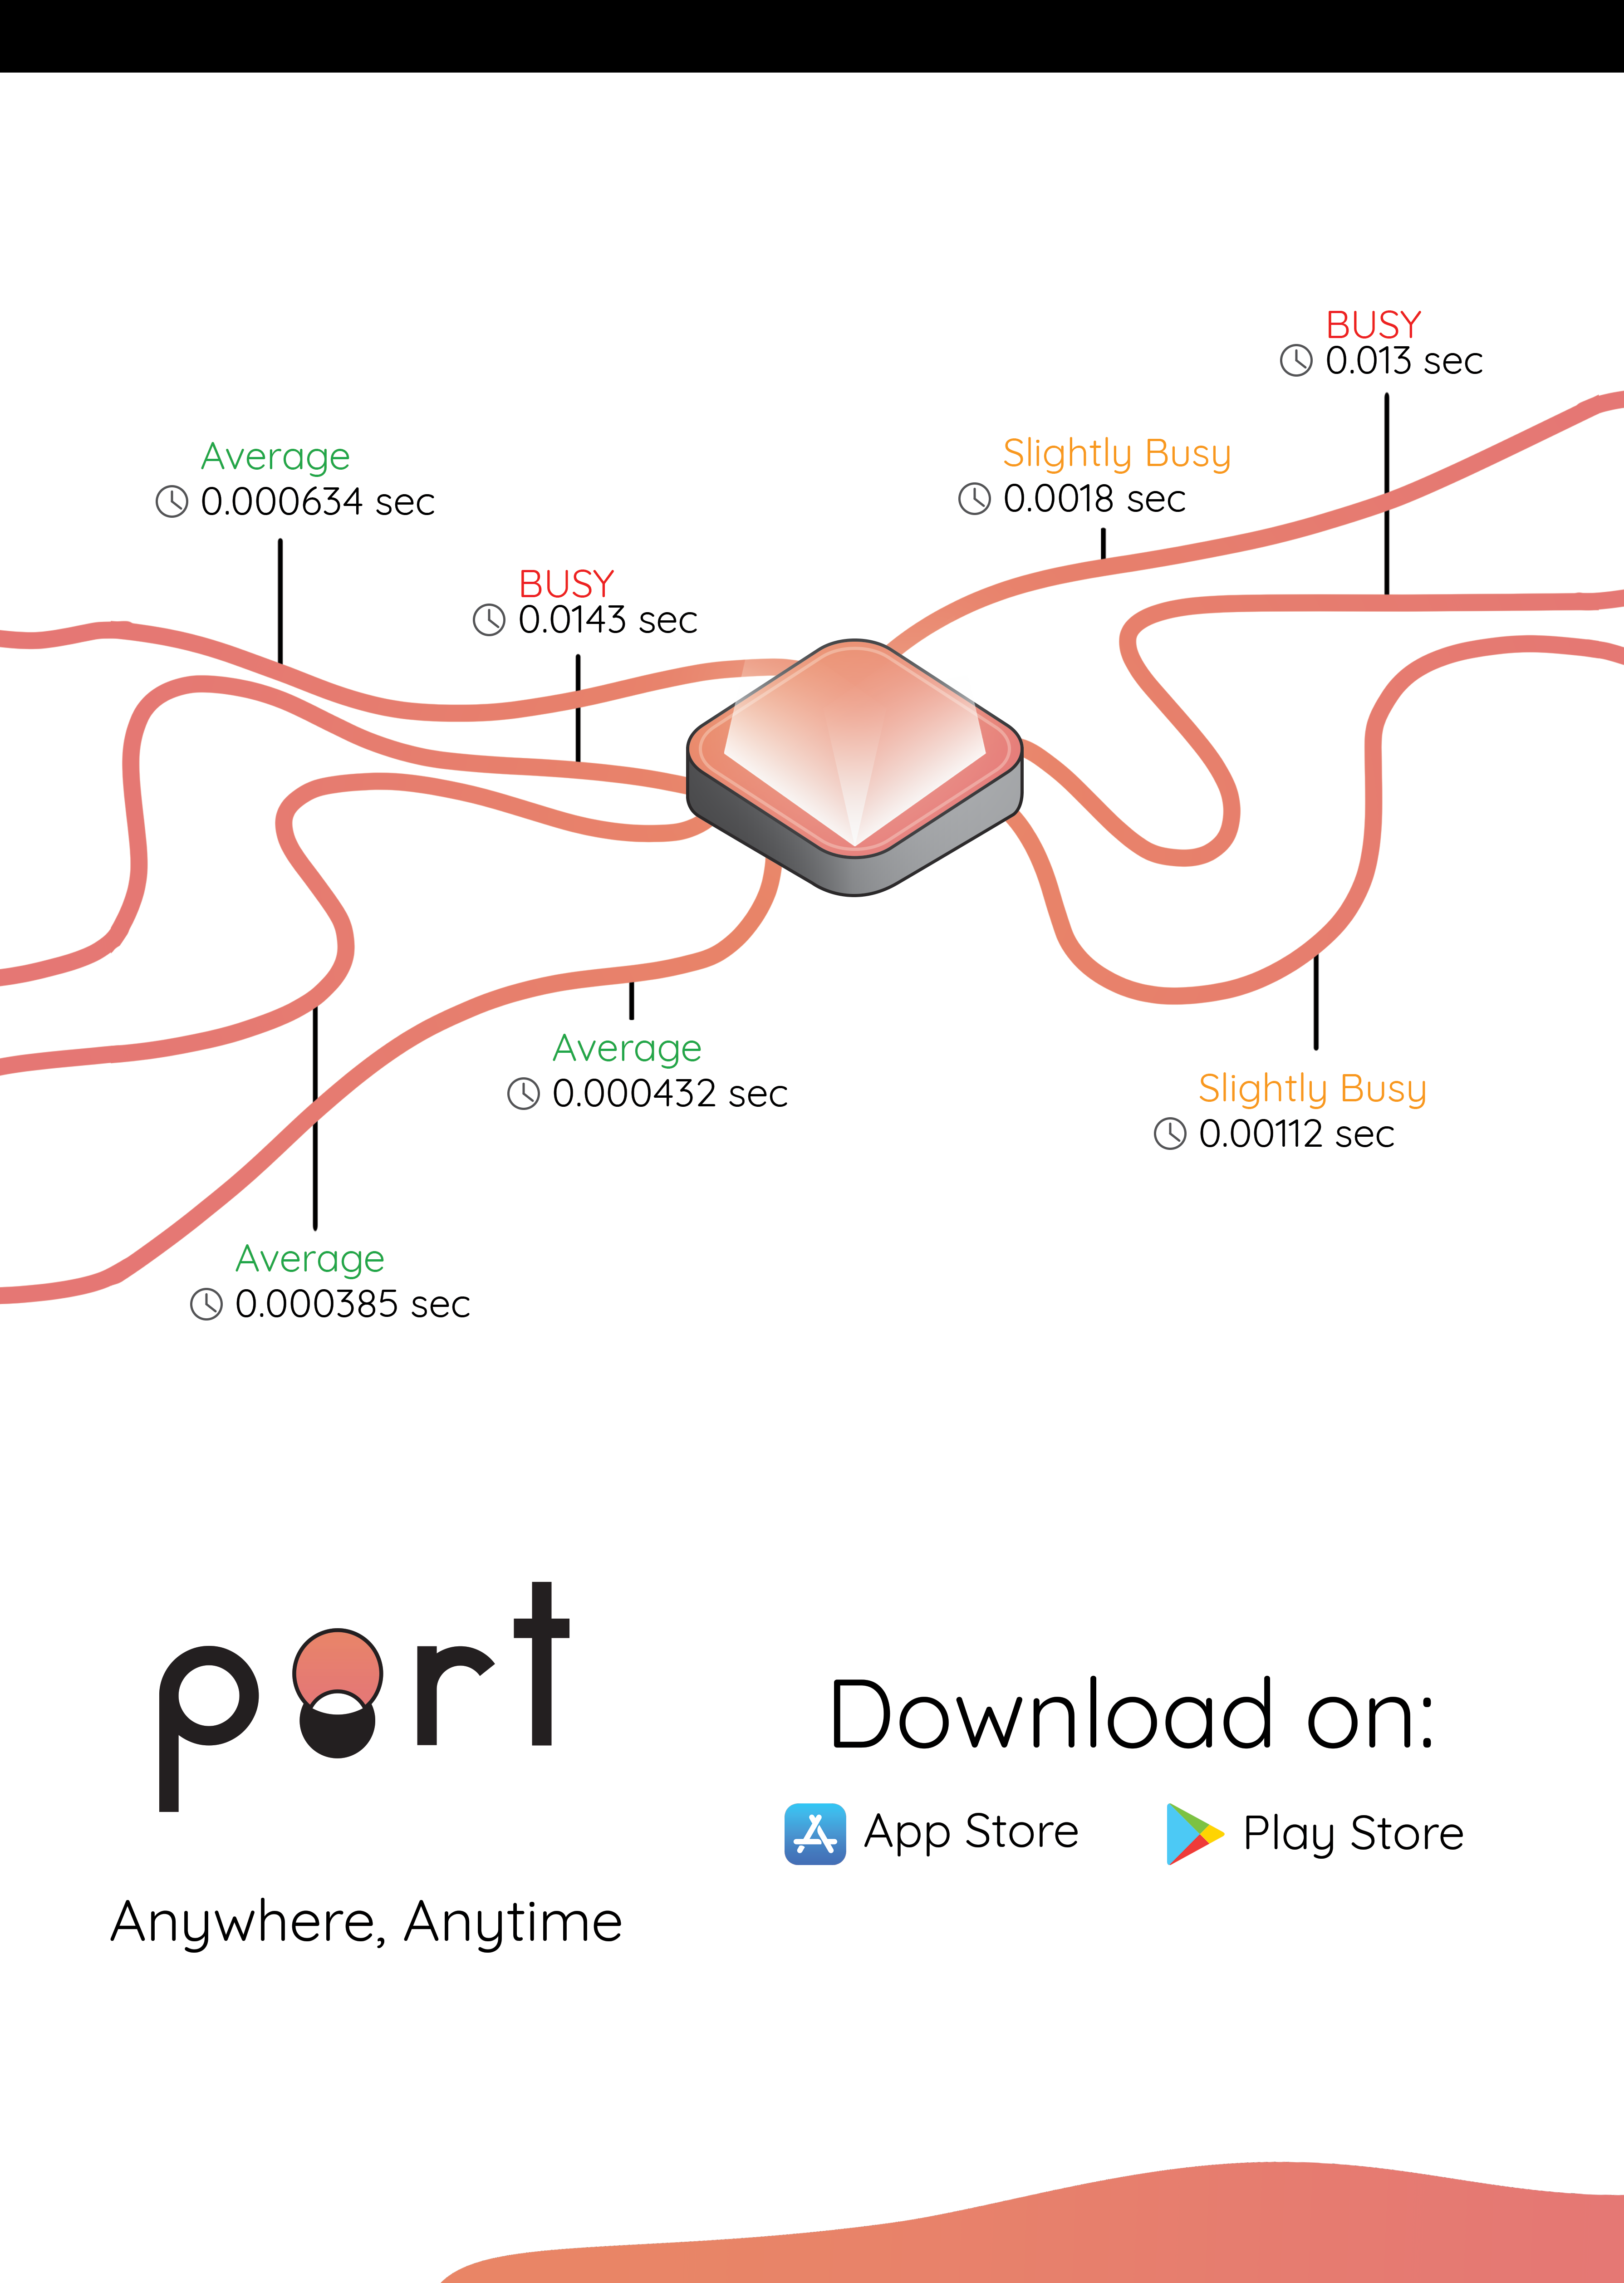 BUSY
0.013 sec
Average
0.000634 sec
Slightly Busy
0.0018 sec
BUSY
0.0143 sec
Average
0.000432 sec
Slightly Busy
0.00112 sec
Average
0.000385 sec
port
Anywhere, Anytime
Download on:
App Store
Play Store